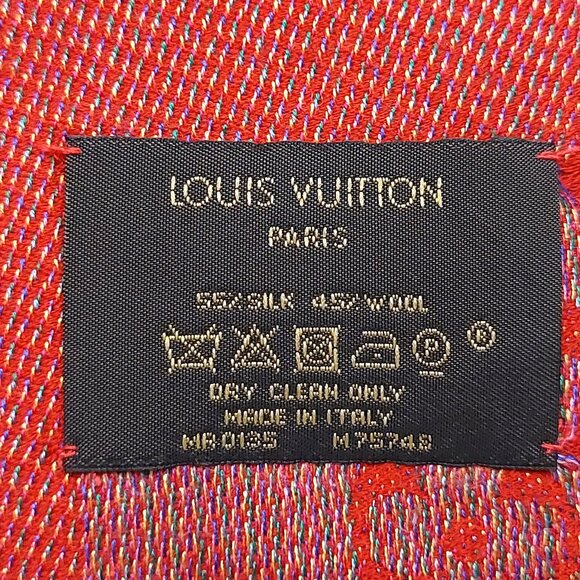 LOUIS VUITTON
PARIS
55% SILK 45% WOOL
P ®
DRY CLEAN ONLY
MADE IN ITALY
MB0135 M75748